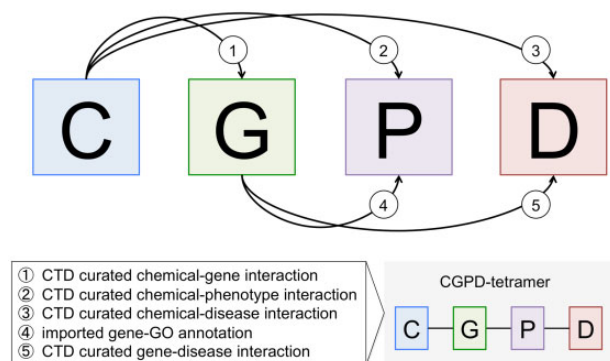 1 2 3
C G P D
4 5
① CTD curated chemical-gene interaction
② CTD curated chemical-phenotype interaction
③ CTD curated chemical-disease interaction
④ imported gene-GO annotation
⑤ CTD curated gene-disease interaction
CGPD-tetramer
C G P D